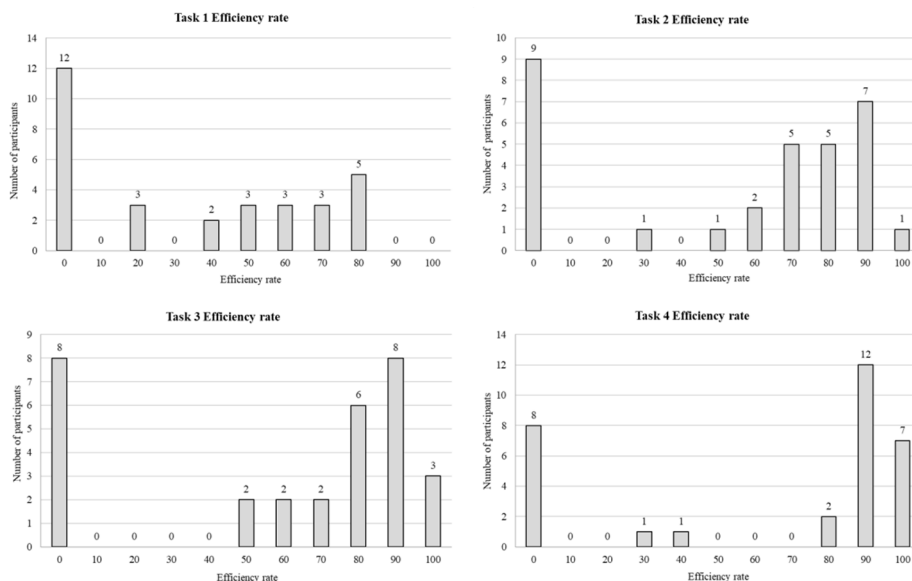 Task 1 Efficiency rate
14
12
10
8
6
4
2
0
Number of participants
12 0 3 0 2 3 3 3 5 0 0
0 10 20 30 40 50 60 70 80 90 100
Efficiency rate
Task 2 Efficiency rate
10
9
8
7
6
5
4
3
2
1
0
Number of participants
9 0 0 1 0 1 2 5 5 7 1
0 10 20 30 40 50 60 70 80 90 100
Efficiency rate
Task 3 Efficiency rate
9
8
7
6
5
4
3
2
1
0
Number of participants
8 0 0 0 0 2 2 2 6 8 3
0 10 20 30 40 50 60 70 80 90 100
Efficiency rate
Task 4 Efficiency rate
14
12
10
8
6
4
2
0
Number of participants
8 0 0 1 1 0 0 0 2 12 7
0 10 20 30 40 50 60 70 80 90 100
Efficiency rate